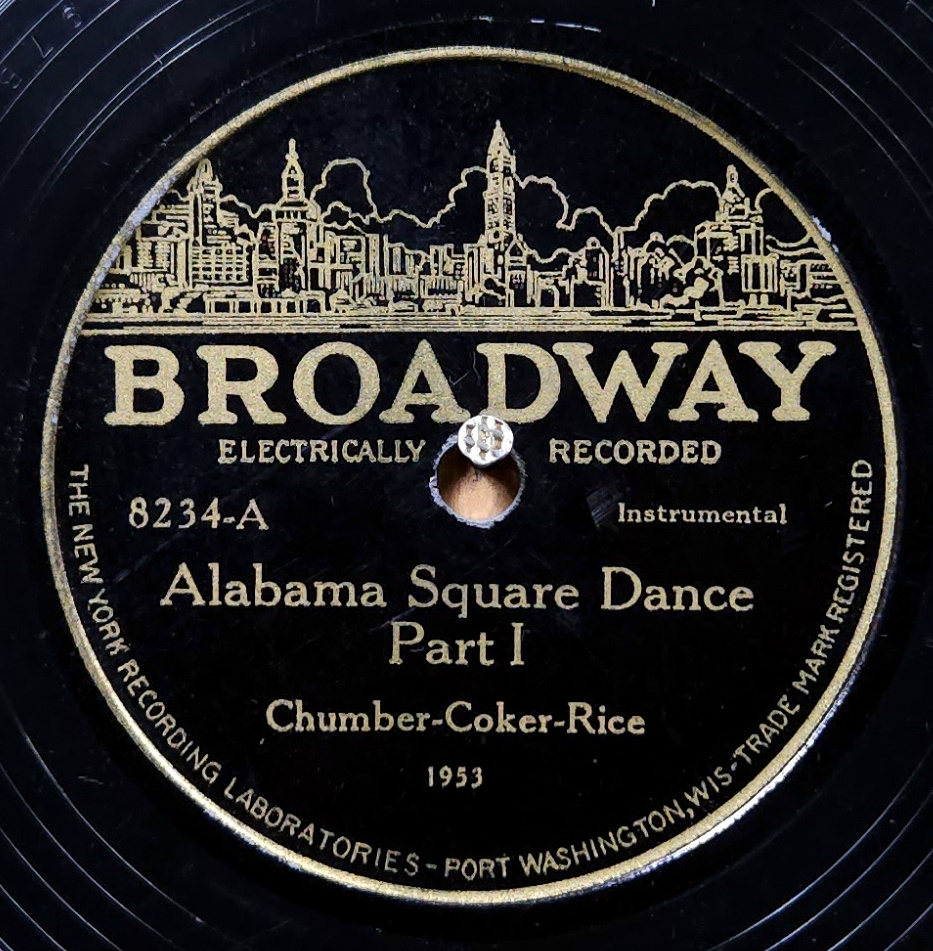 BROADWAY
ELECTRICALLY RECORDED
8234-A
Instrumental
Alabama Square Dance
Part I
Chumber-Coker-Rice
1953
THE NEW YORK RECORDING LABORATORIES - PORT WASHINGTON, WIS - TRADE MARK REGISTERED